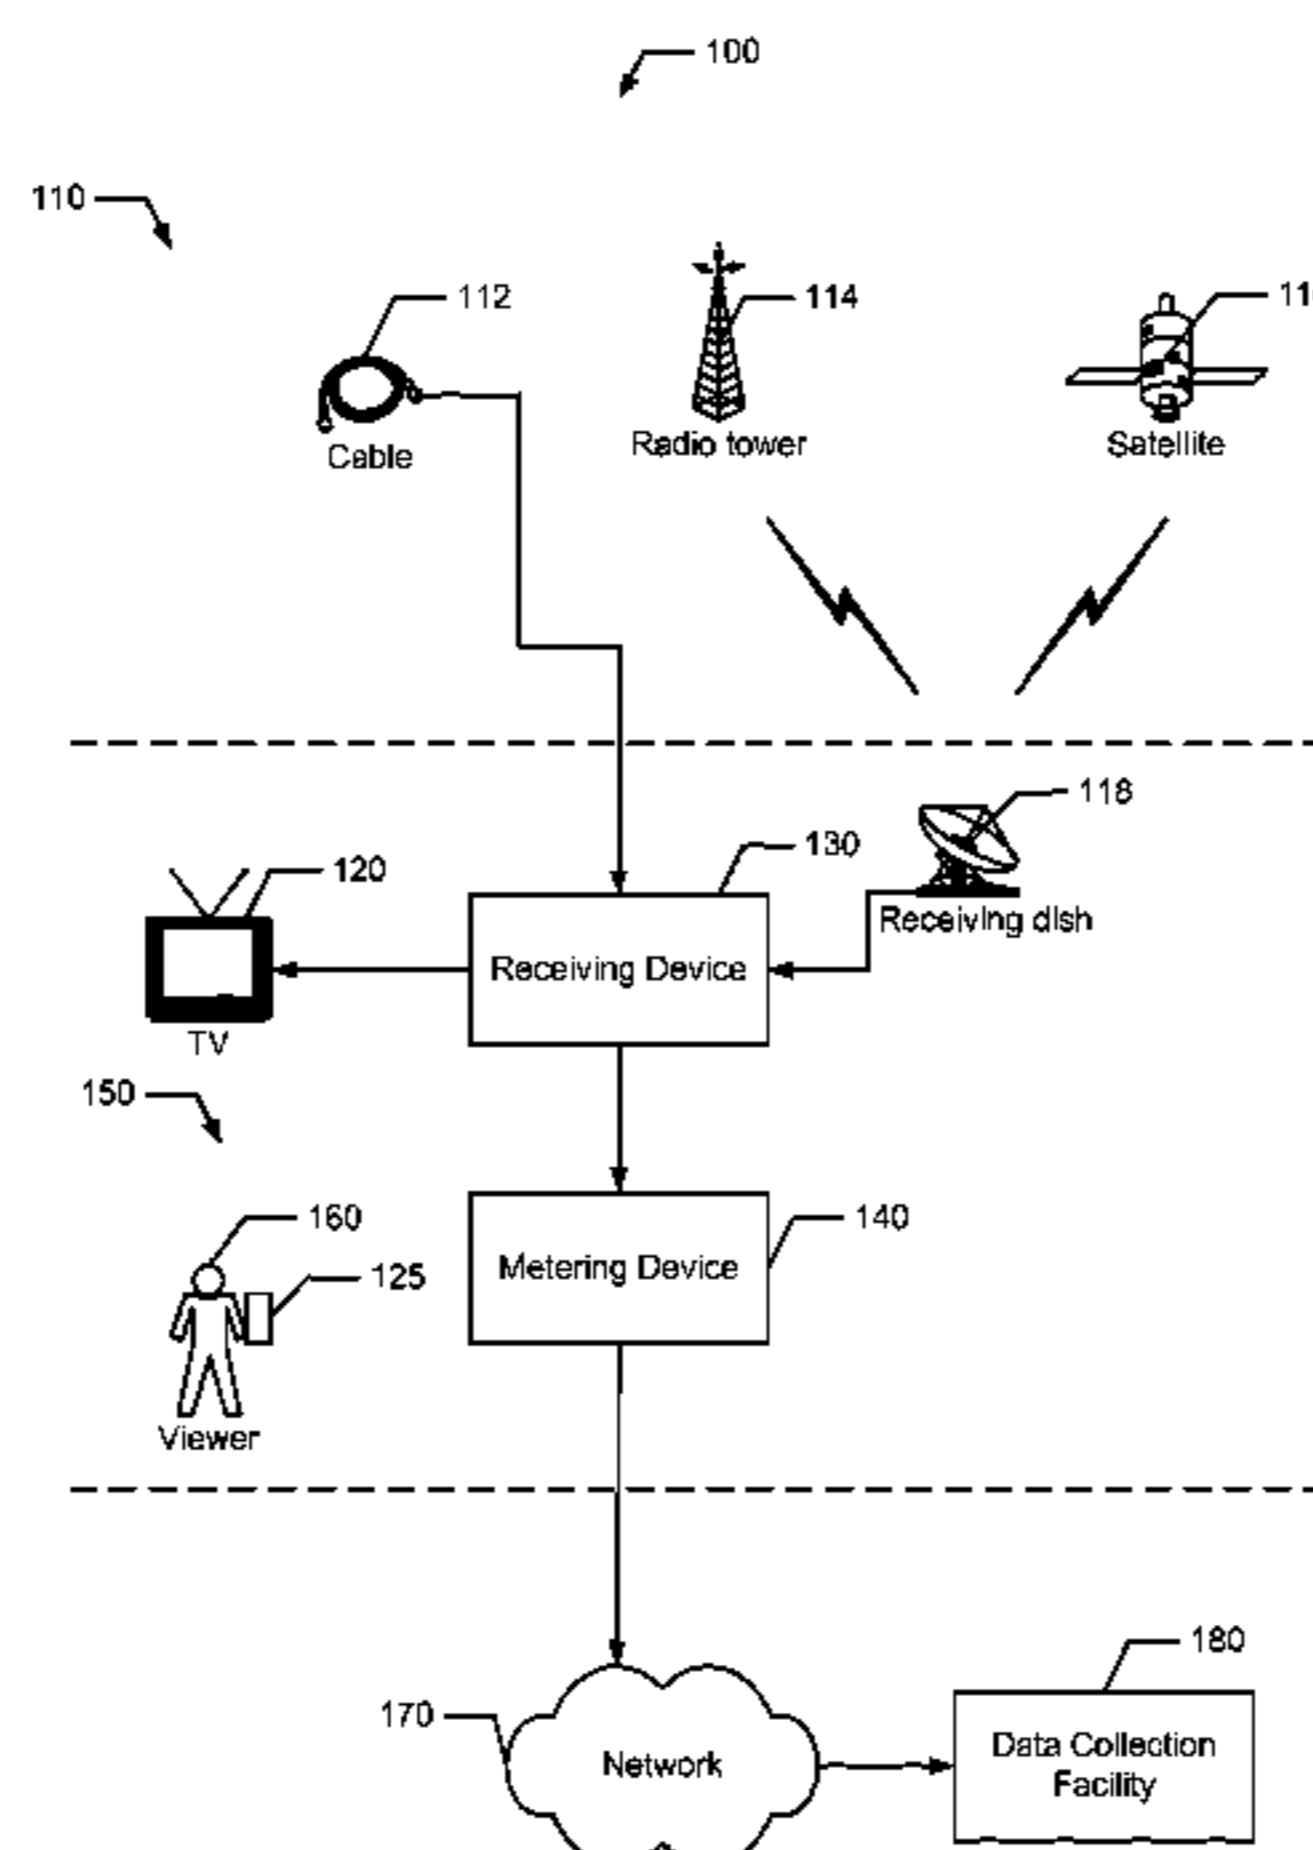 100
110
112
114
Cable
Radio tower
Satellite
118
130
120
Receiving dish
Receiving Device
TV
150
160
140
125
Metering Device
Viewer
180
170
Data Collection
Facility
Network